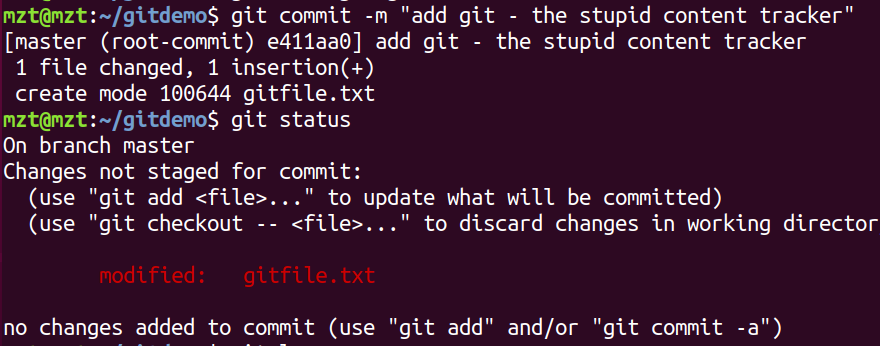 mzt@mzt:~/gitdemo$ git commit -m "add git - the stupid content tracker"
[master (root-commit) e411aa0] add git - the stupid content tracker
 1 file changed, 1 insertion(+)
 create mode 100644 gitfile.txt
mzt@mzt:~/gitdemo$ git status
On branch master
Changes not staged for commit:
  (use "git add <file>..." to update what will be committed)
  (use "git checkout -- <file>..." to discard changes in working director
        modified:   gitfile.txt
no changes added to commit (use "git add" and/or "git commit -a")